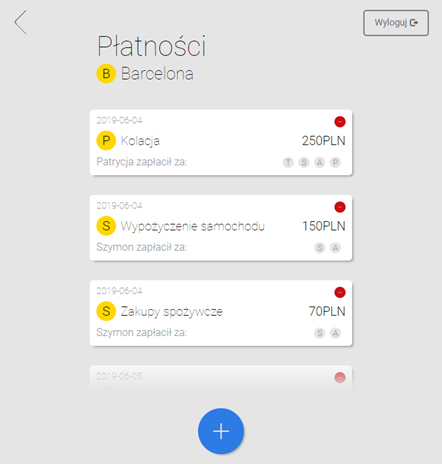 Wyloguj
Płatności
B Barcelona
2019-06-04
P Kolacja 250PLN
Patrycja zapłacił za: T S A P
2019-06-04
S Wypożyczenie samochodu 150PLN
Szymon zapłacił za: S A
2019-06-04
S Zakupy spożywcze 70PLN
Szymon zapłacił za: S A
2019-06-05